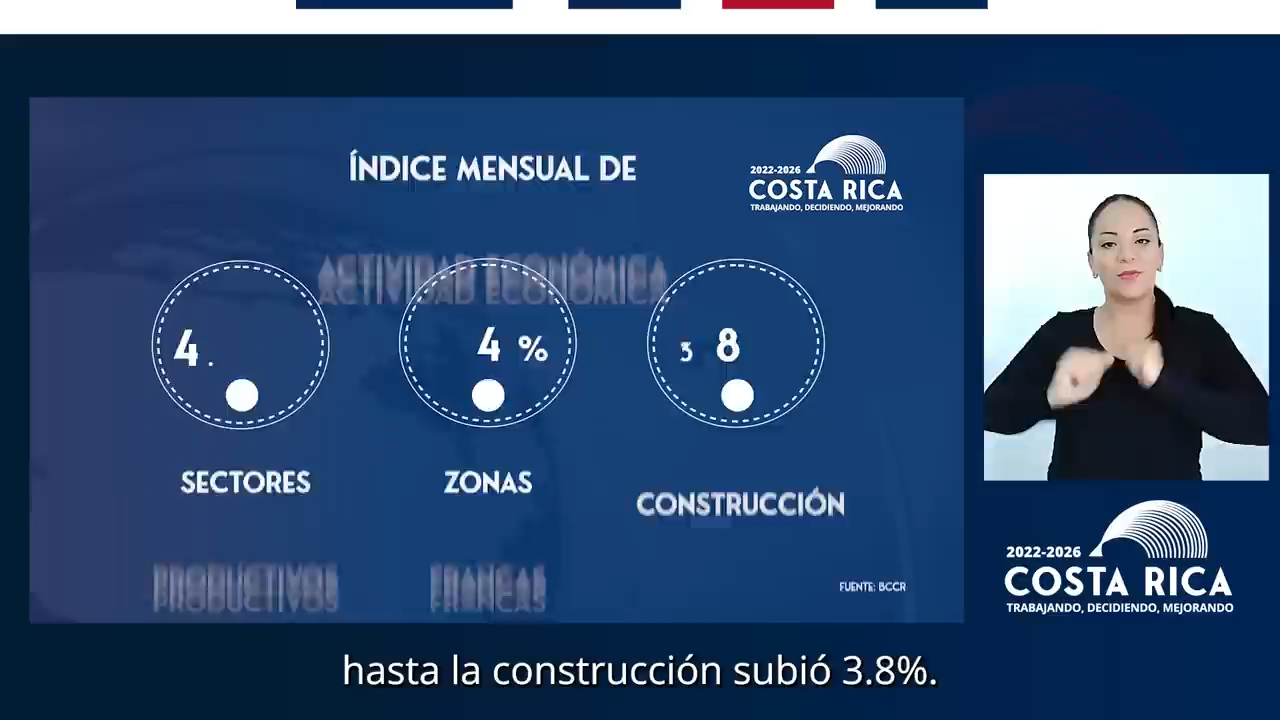 ÍNDICE MENSUAL DE
2022-2026
COSTA RICA
TRABAJANDO, DECIDIENDO, MEJORANDO
ACTIVIDAD ECONÓMICA
4.
4 %
3 8
SECTORES
ZONAS
CONSTRUCCIÓN
PRODUCTIVOS
FRANCAS
FUENTE: BCCR
2022-2026
COSTA RICA
TRABAJANDO, DECIDIENDO, MEJORANDO
hasta la construcción subió 3.8%.